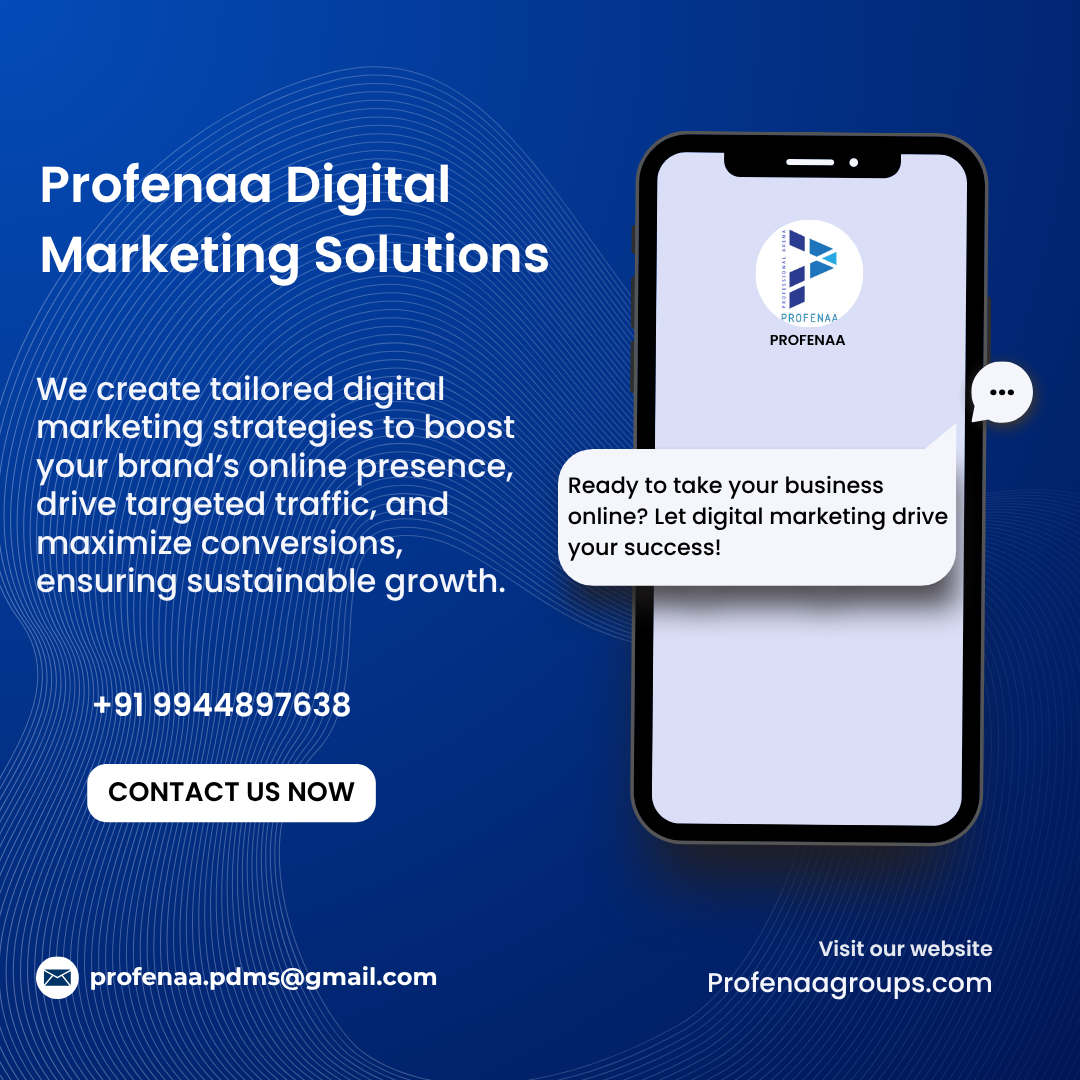 Profenaa Digital
Marketing Solutions
We create tailored digital
marketing strategies to boost
your brand’s online presence,
drive targeted traffic, and
maximize conversions,
ensuring sustainable growth.
+91 9944897638
CONTACT US NOW
profenaa.pdms@gmail.com
PROFESSIONAL ARENA
PROFENAA
PROFENAA
Ready to take your business
online? Let digital marketing drive
your success!
Visit our website
Profenaagroups.com